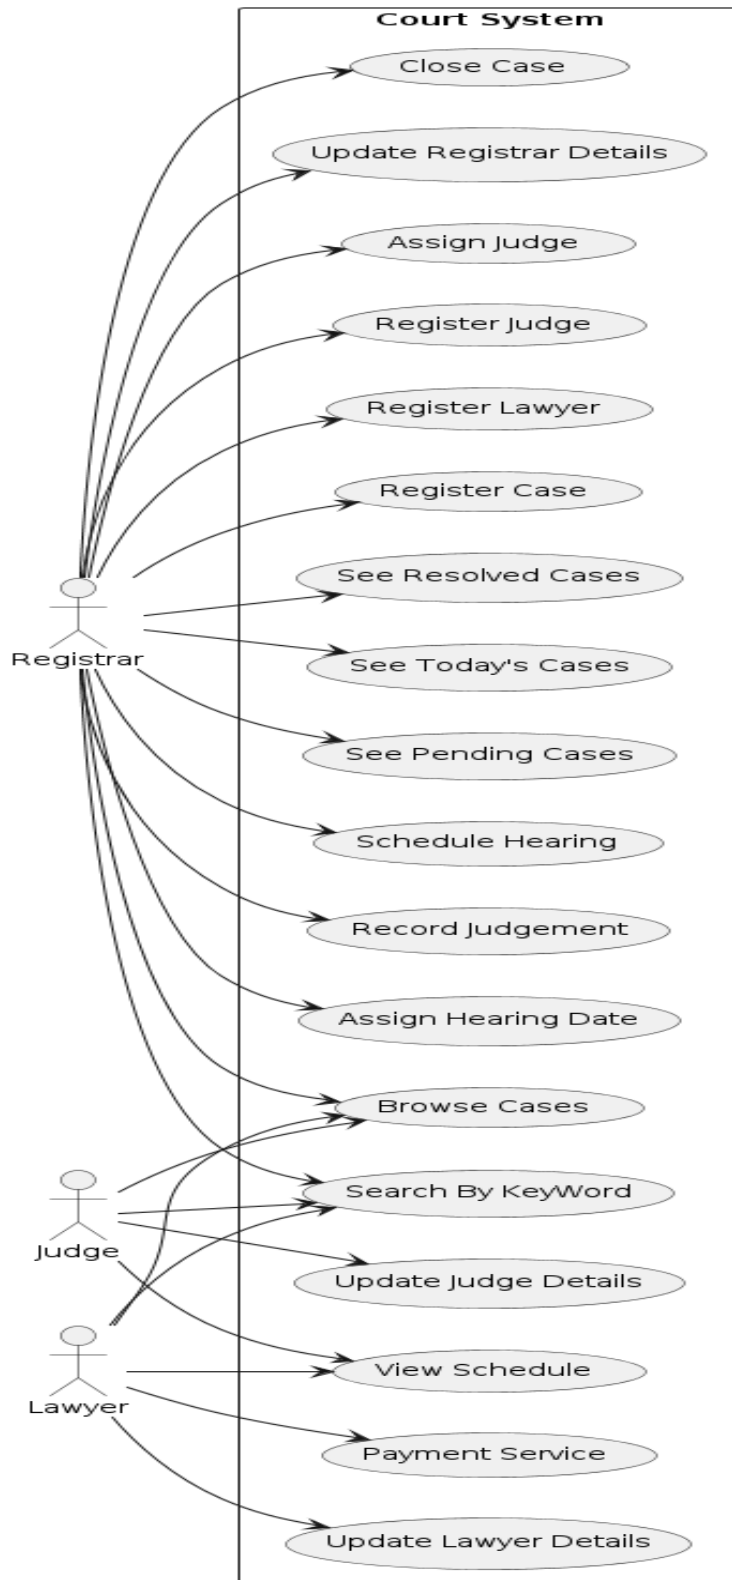 Court System
Close Case
Update Registrar Details
Assign Judge
Register Judge
Register Lawyer
Register Case
See Resolved Cases
Registrar
See Today's Cases
See Pending Cases
Schedule Hearing
Record Judgement
Assign Hearing Date
Browse Cases
Search By KeyWord
Judge
Update Judge Details
View Schedule
Lawyer
Payment Service
Update Lawyer Details